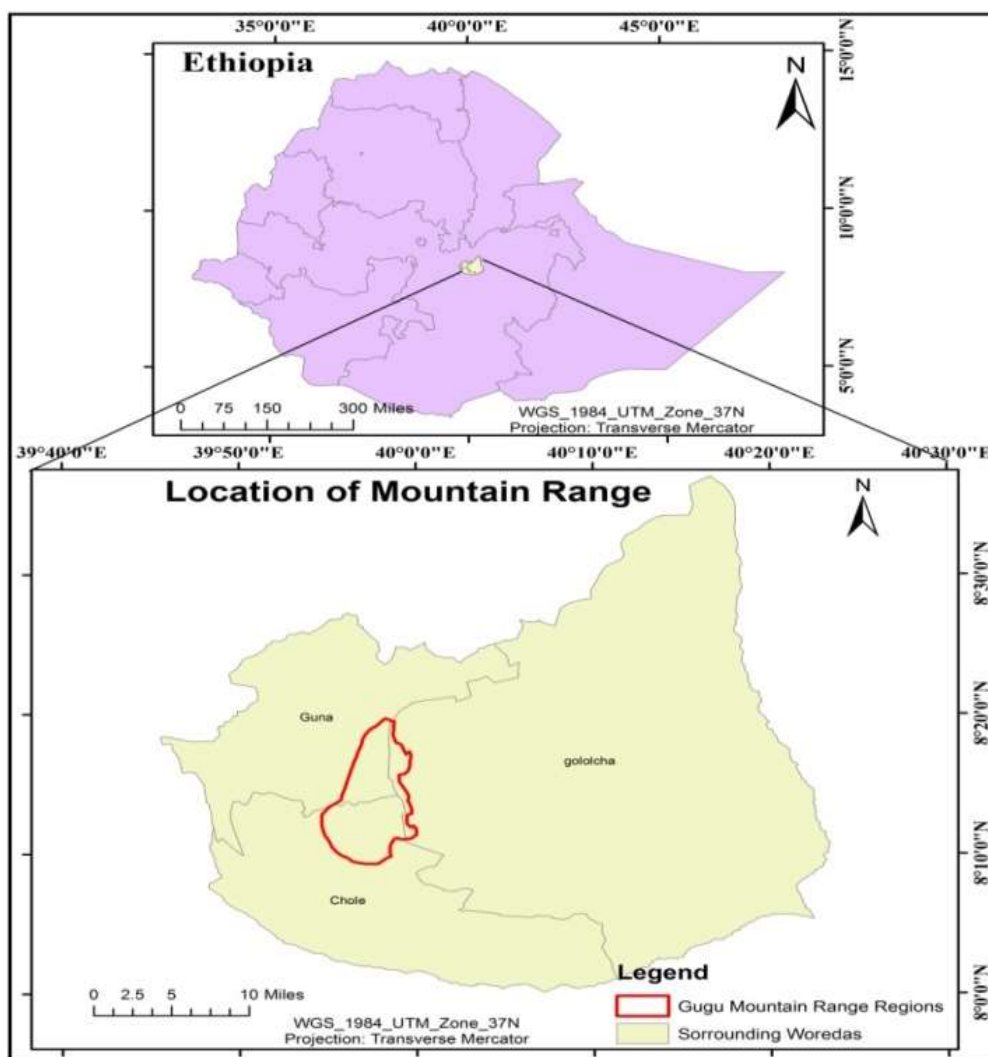 35°0'0"E 40°0'0"E 45°0'0"E
Ethiopia
N
15°0'0"N
10°0'0"N
5°0'0"N
0 75 150 300 Miles
WGS_1984_UTM_Zone_37N
Projection: Transverse Mercator
39°40'0"E 39°50'0"E 40°0'0"E 40°10'0"E 40°20'0"E 40°30'0"E
Location of Mountain Range
N
8°30'0"N
8°20'0"N
Guna
gololcha
8°10'0"N
Chole
Legend
Gugu Mountain Range Regions
Sorrounding Woredas
8°0'0"N
0 2.5 5 10 Miles
WGS_1984_UTM_Zone_37N
Projection: Transverse Mercator